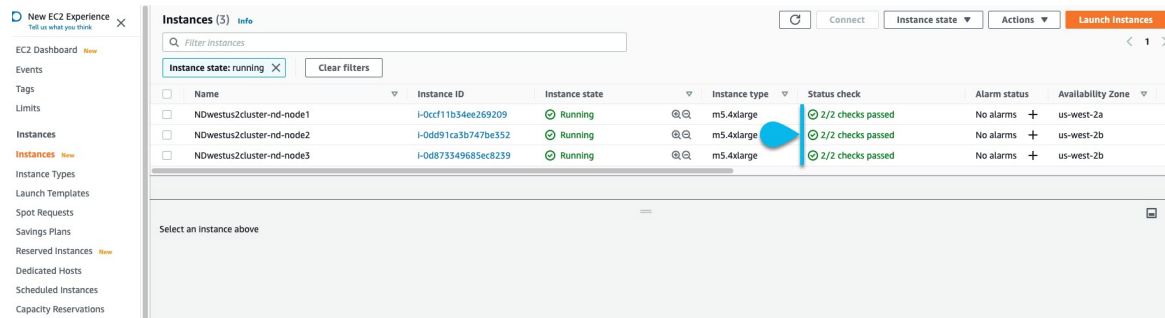 New EC2 Experience
Tell us what you think
EC2 Dashboard New
Events
Tags
Limits
Instances
Instances New
Instance Types
Launch Templates
Spot Requests
Savings Plans
Reserved Instances New
Dedicated Hosts
Scheduled Instances
Capacity Reservations
Instances (3) Info
Connect Instance state Actions Launch instances
Filter instances
1
Instance state: running Clear filters
Name Instance ID Instance state Instance type Status check Alarm status Availability Zone
NDwestus2cluster-nd-node1 i-0ccf11b34ee269209 Running m5.4xlarge 2/2 checks passed No alarms + us-west-2a
NDwestus2cluster-nd-node2 i-0dd91ca3b747be352 Running m5.4xlarge 2/2 checks passed No alarms + us-west-2b
NDwestus2cluster-nd-node3 i-0d873349685ec8239 Running m5.4xlarge 2/2 checks passed No alarms + us-west-2b
Select an instance above